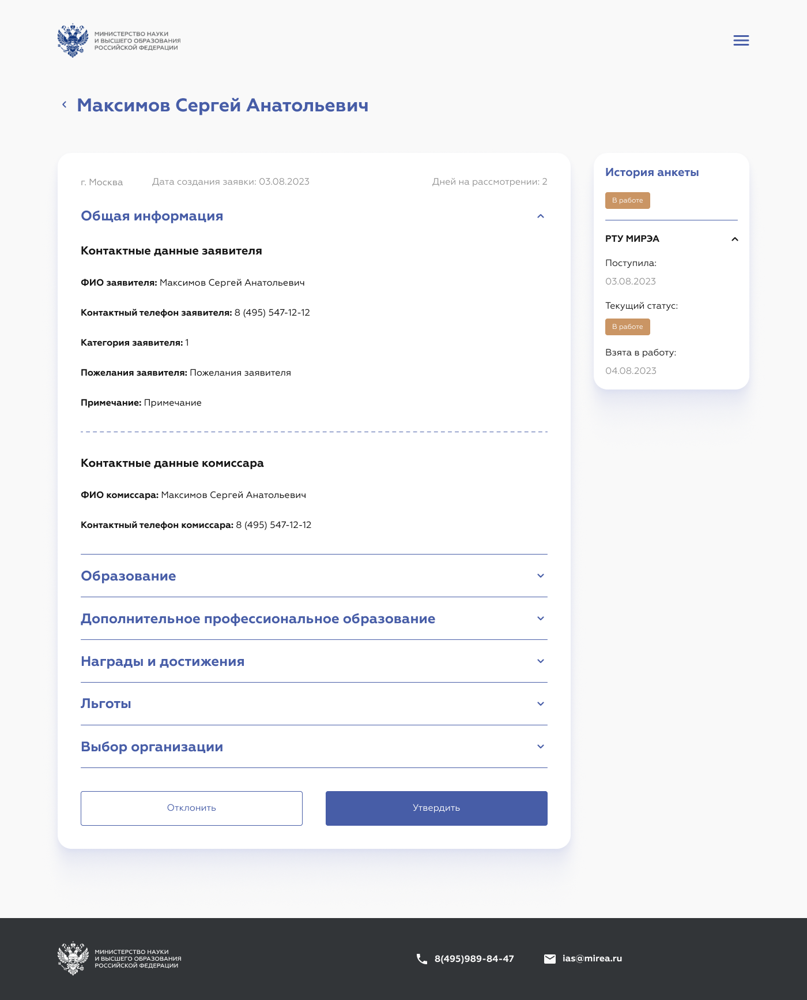 МИНИСТЕРСТВО НАУКИ
И ВЫСШЕГО ОБРАЗОВАНИЯ
РОССИЙСКОЙ ФЕДЕРАЦИИ
Максимов Сергей Анатольевич
г. Москва
Дата создания заявки: 03.08.2023
Дней на рассмотрении: 2
Общая информация
Контактные данные заявителя
ФИО заявителя: Максимов Сергей Анатольевич
Контактный телефон заявителя: 8 (495) 547-12-12
Категория заявителя: 1
Пожелания заявителя: Пожелания заявителя
Примечание: Примечание
Контактные данные комиссара
ФИО комиссара: Максимов Сергей Анатольевич
Контактный телефон комиссара: 8 (495) 547-12-12
Образование
Дополнительное профессиональное образование
Награды и достижения
Льготы
Выбор организации
Отклонить
Утвердить
История анкеты
В работе
РТУ МИРЭА
Поступила:
03.08.2023
Текущий статус:
В работе
Взята в работу:
04.08.2023
МИНИСТЕРСТВО НАУКИ
И ВЫСШЕГО ОБРАЗОВАНИЯ
РОССИЙСКОЙ ФЕДЕРАЦИИ
8(495)989-84-47
ias@mirea.ru